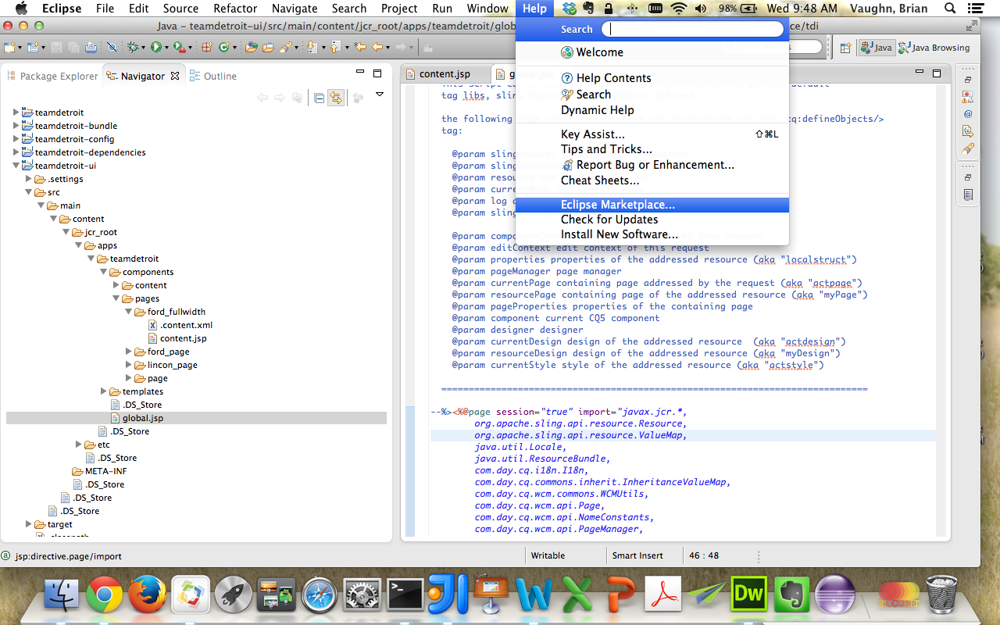 Eclipse File Edit Source Refactor Navigate Search Project Run Window Help 98% Wed 9:48 AM Vaughn, Brian
Java – teamdetroit-ui/src/main/content/jcr_root/apps/teamdetroit/glob
ce/tdi
Search
Java
Java Browsing
Welcome
Help Contents
Search
Dynamic Help
Key Assist... ⇧⌘L
Tips and Tricks...
Report Bug or Enhancement...
Cheat Sheets...
Eclipse Marketplace...
Check for Updates
Install New Software...
Package Explorer
Navigator
Outline
teamdetroit
teamdetroit-bundle
teamdetroit-config
teamdetroit-dependencies
teamdetroit-ui
.settings
src
main
content
jcr_root
apps
teamdetroit
components
content
pages
ford_fullwidth
.content.xml
content.jsp
ford_page
lincon_page
page
templates
.DS_Store
global.jsp
.DS_Store
etc
.DS_Store
META-INF
.DS_Store
.DS_Store
.DS_Store
target
content.jsp
tag libs, slin
the following
cq:defineObjects/>
tag:
@param sling
@param sling
@param resou
@param curre
@param log
@param sling
@param compo
@param editContext edit context of this request
@param properties properties of the addressed resource (aka "localstruct")
@param pageManager page manager
@param currentPage containing page addressed by the request (aka "actpage")
@param resourcePage containing page of the addressed resource (aka "myPage")
@param pageProperties properties of the containing page
@param component current CQ5 component
@param designer designer
@param currentDesign design of the addressed resource  (aka "actdesign")
@param resourceDesign design of the addressed resource (aka "myDesign")
@param currentStyle style of the addressed resource (aka "actstyle")
==============================================================================
--%><%@page session="true" import="javax.jcr.*,
org.apache.sling.api.resource.Resource,
org.apache.sling.api.resource.ValueMap,
java.util.Locale,
java.util.ResourceBundle,
com.day.cq.i18n.I18n,
com.day.cq.commons.inherit.InheritanceValueMap,
com.day.cq.wcm.commons.WCMUtils,
com.day.cq.wcm.api.Page,
com.day.cq.wcm.api.NameConstants,
com.day.cq.wcm.api.PageManager,
jsp:directive.page/import
Writable
Smart Insert
46 : 48
Dw
RICOCHET